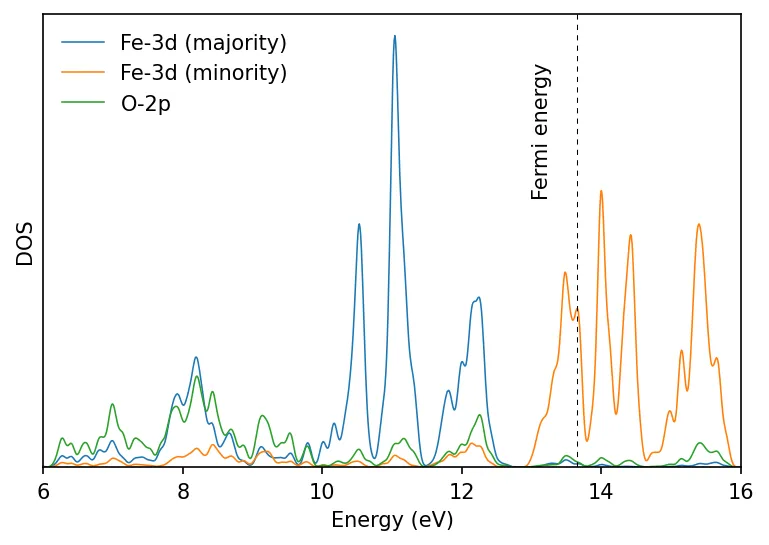 Fe-3d (majority)
Fe-3d (minority)
O-2p
Fermi energy
DOS
6 8 10 12 14 16
Energy (eV)